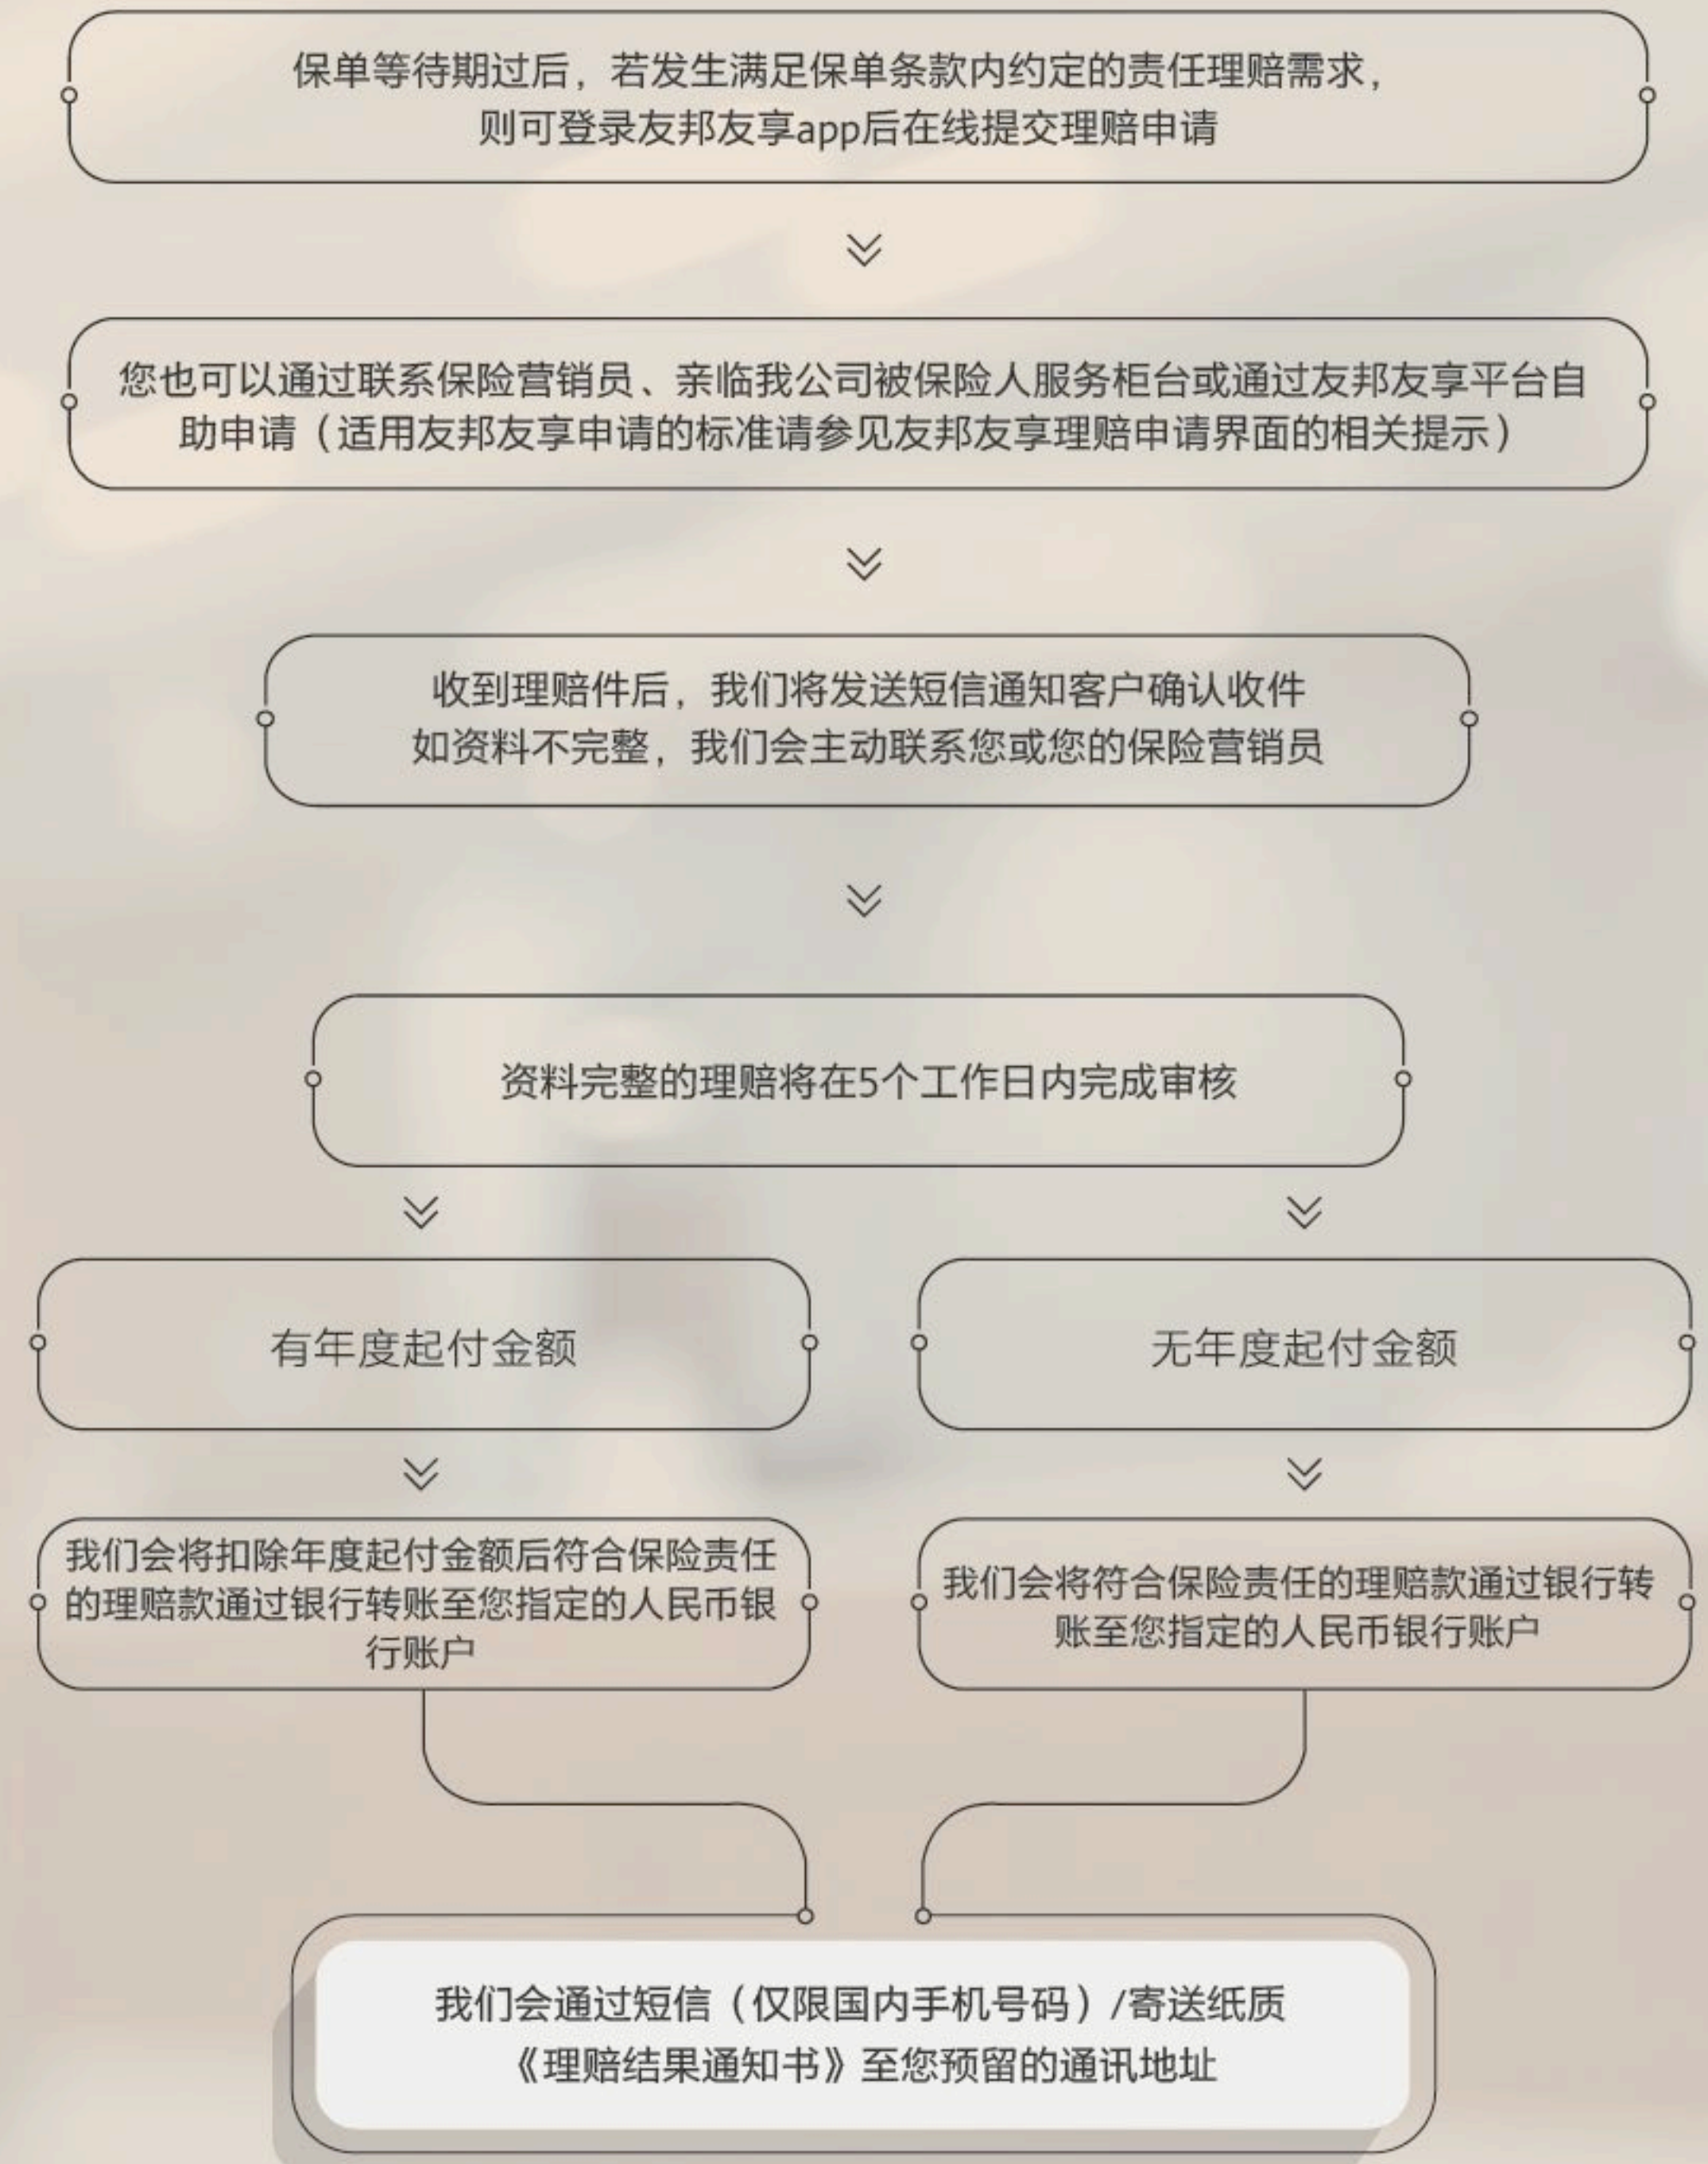 保单等待期过后，若发生满足保单条款内约定的责任理赔需求，
则可登录友邦友享app后在线提交理赔申请
您也可以通过联系保险营销员、亲临我公司被保险人服务柜台或通过友邦友享平台自
助申请（适用友邦友享申请的标准请参见友邦友享理赔申请界面的相关提示）
收到理赔件后，我们将发送短信通知客户确认收件
如资料不完整，我们会主动联系您或您的保险营销员
资料完整的理赔将在5个工作日内完成审核
有年度起付金额
无年度起付金额
我们会将扣除年度起付金额后符合保险责任
的理赔款通过银行转账至您指定的人民币银
行账户
我们会将符合保险责任的理赔款通过银行转
账至您指定的人民币银行账户
我们会通过短信（仅限国内手机号码）/寄送纸质
《理赔结果通知书》至您预留的通讯地址